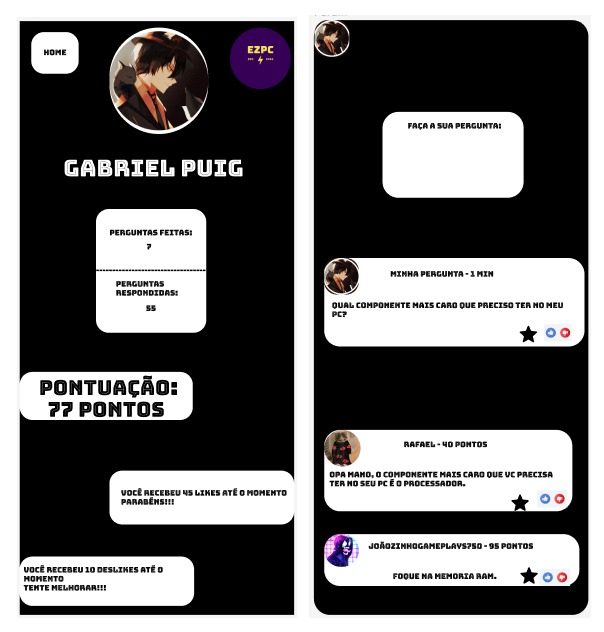 HOME
EZPC
GABRIEL PUIG
PERGUNTAS FEITAS:
7
PERGUNTAS
RESPONDIDAS:
55
PONTUAÇÃO:
77 PONTOS
VOCÊ RECEBEU 45 LIKES ATÉ O MOMENTO
PARABÉNS!!!
VOCÊ RECEBEU 10 DESLIKES ATÉ O
MOMENTO
TENTE MELHORAR!!!
FAÇA A SUA PERGUNTA:
MINHA PERGUNTA - 1 MIN
QUAL COMPONENTE MAIS CARO QUE PRECISO TER NO MEU
PC?
RAFAEL - 40 PONTOS
OPA MANO, O COMPONENTE MAIS CARO QUE VC PRECISA
TER NO SEU PC É O PROCESSADOR.
JOÃOZINHOGAMEPLAYS750 - 95 PONTOS
FOQUE NA MEMORIA RAM.